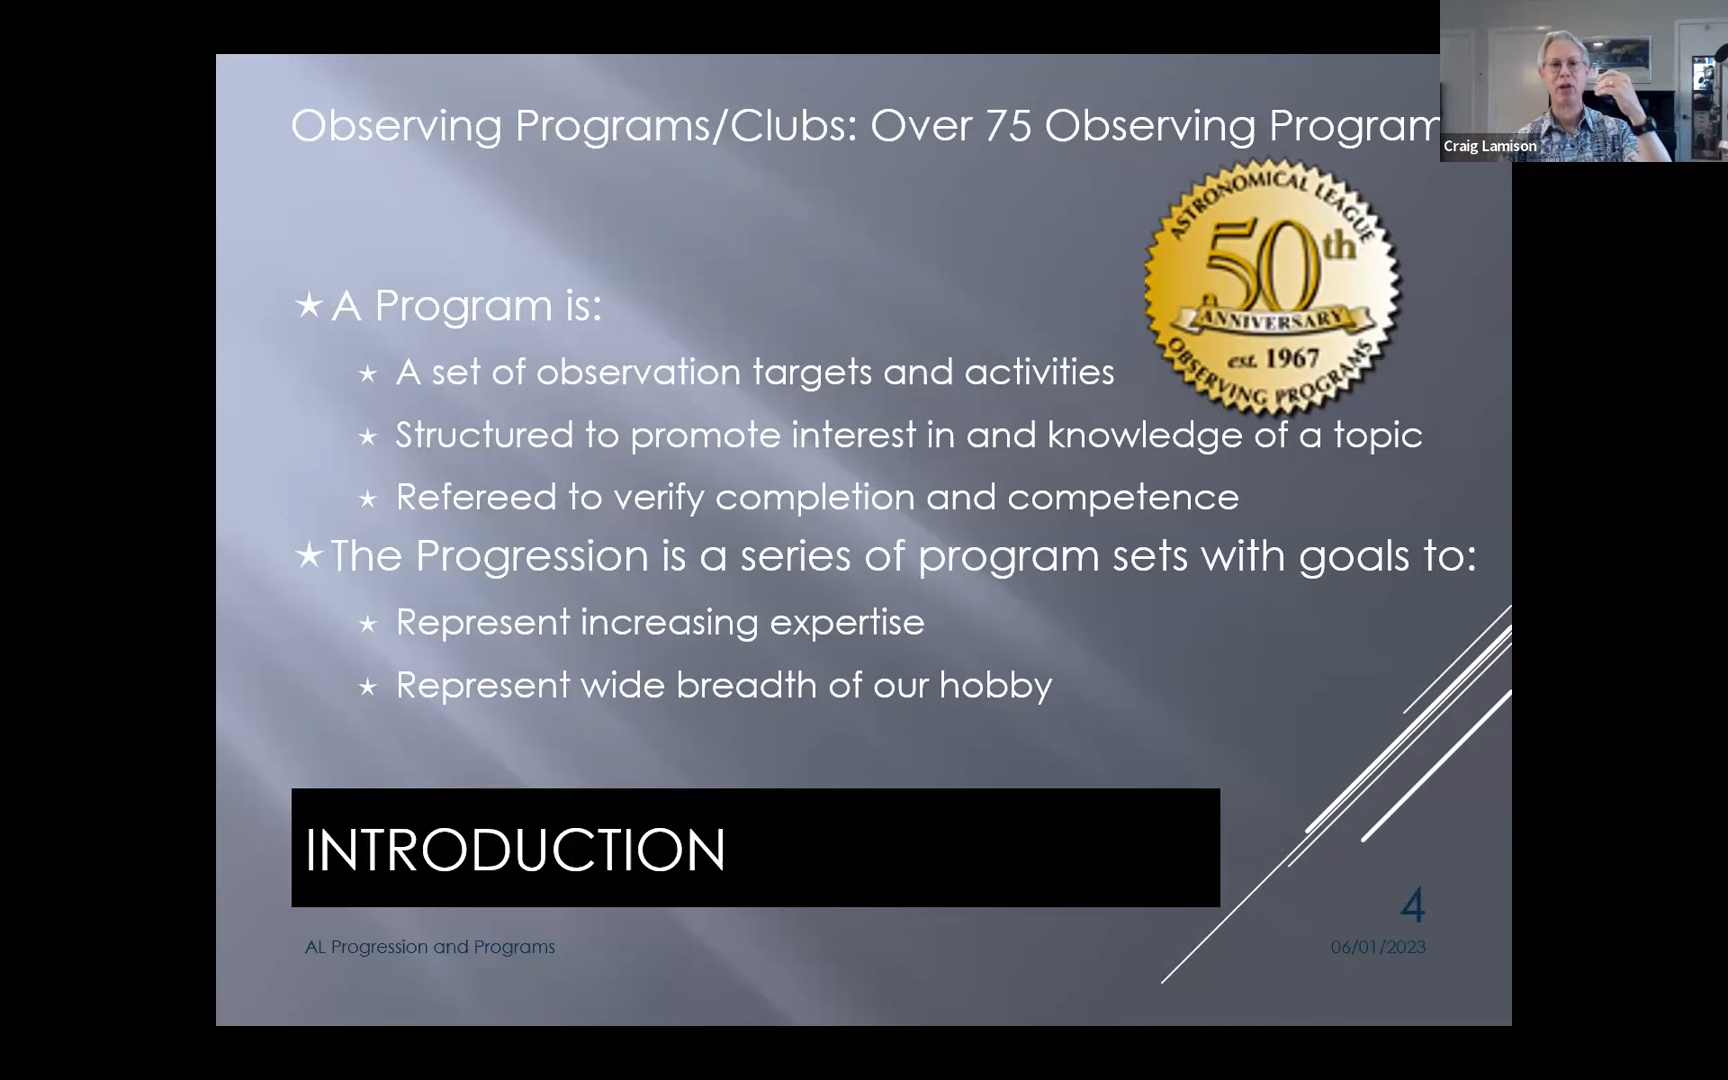 Observing Programs/Clubs: Over 75 Observing Program
Craig Lamison
ASTRONOMICAL LEAGUE
50th
ANNIVERSARY
est. 1967
OBSERVING PROGRAMS
★ A Program is:
★ A set of observation targets and activities
★ Structured to promote interest in and knowledge of a topic
★ Refereed to verify completion and competence
★ The Progression is a series of program sets with goals to:
★ Represent increasing expertise
★ Represent wide breadth of our hobby
INTRODUCTION
4
AL Progression and Programs
06/01/2023